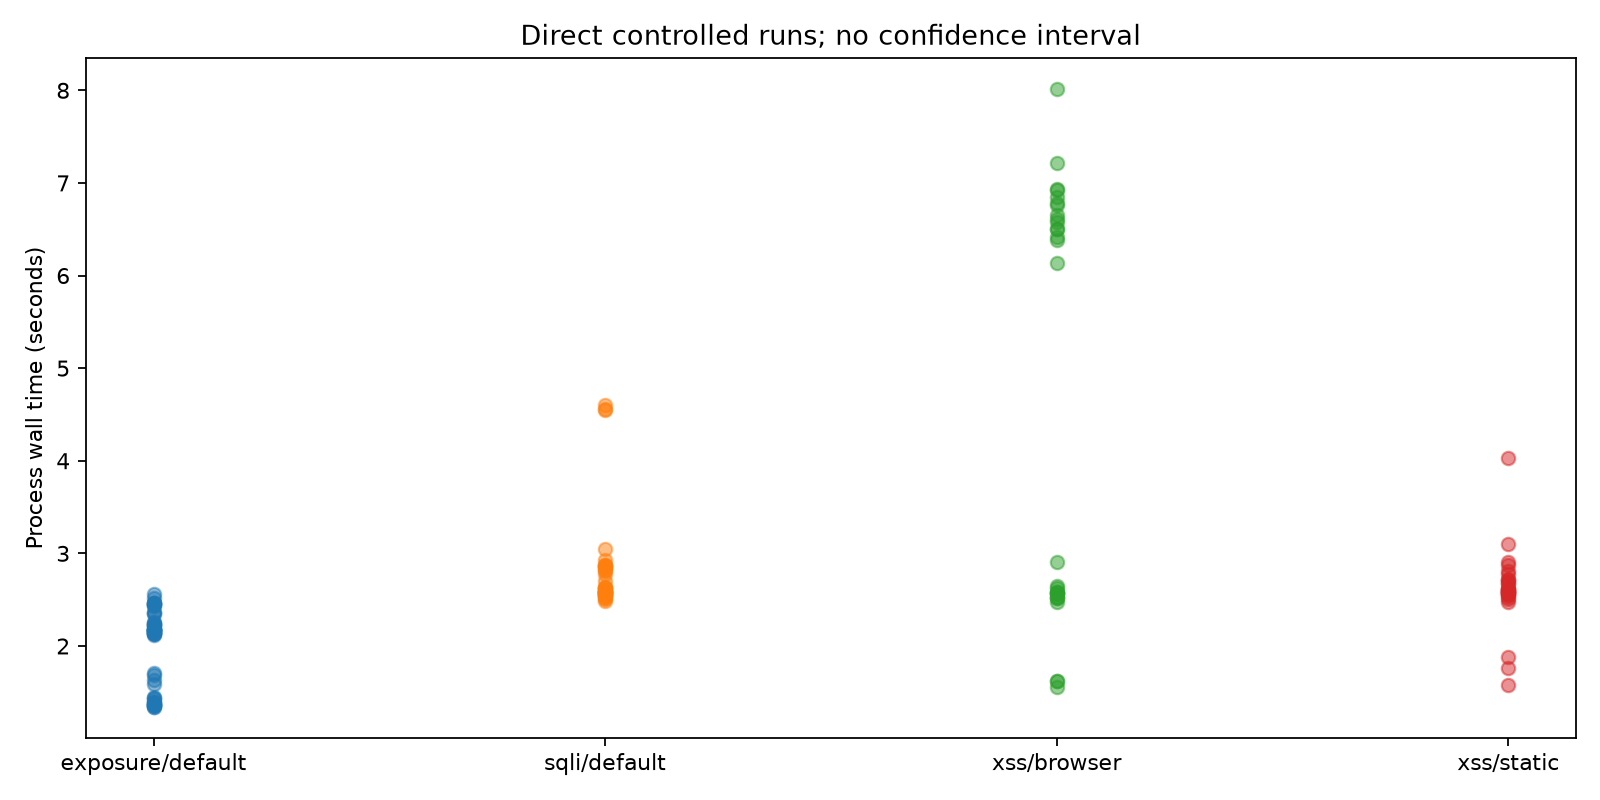 Direct controlled runs; no confidence interval
Process wall time (seconds)
8
7
6
5
4
3
2
exposure/default
sqli/default
xss/browser
xss/static